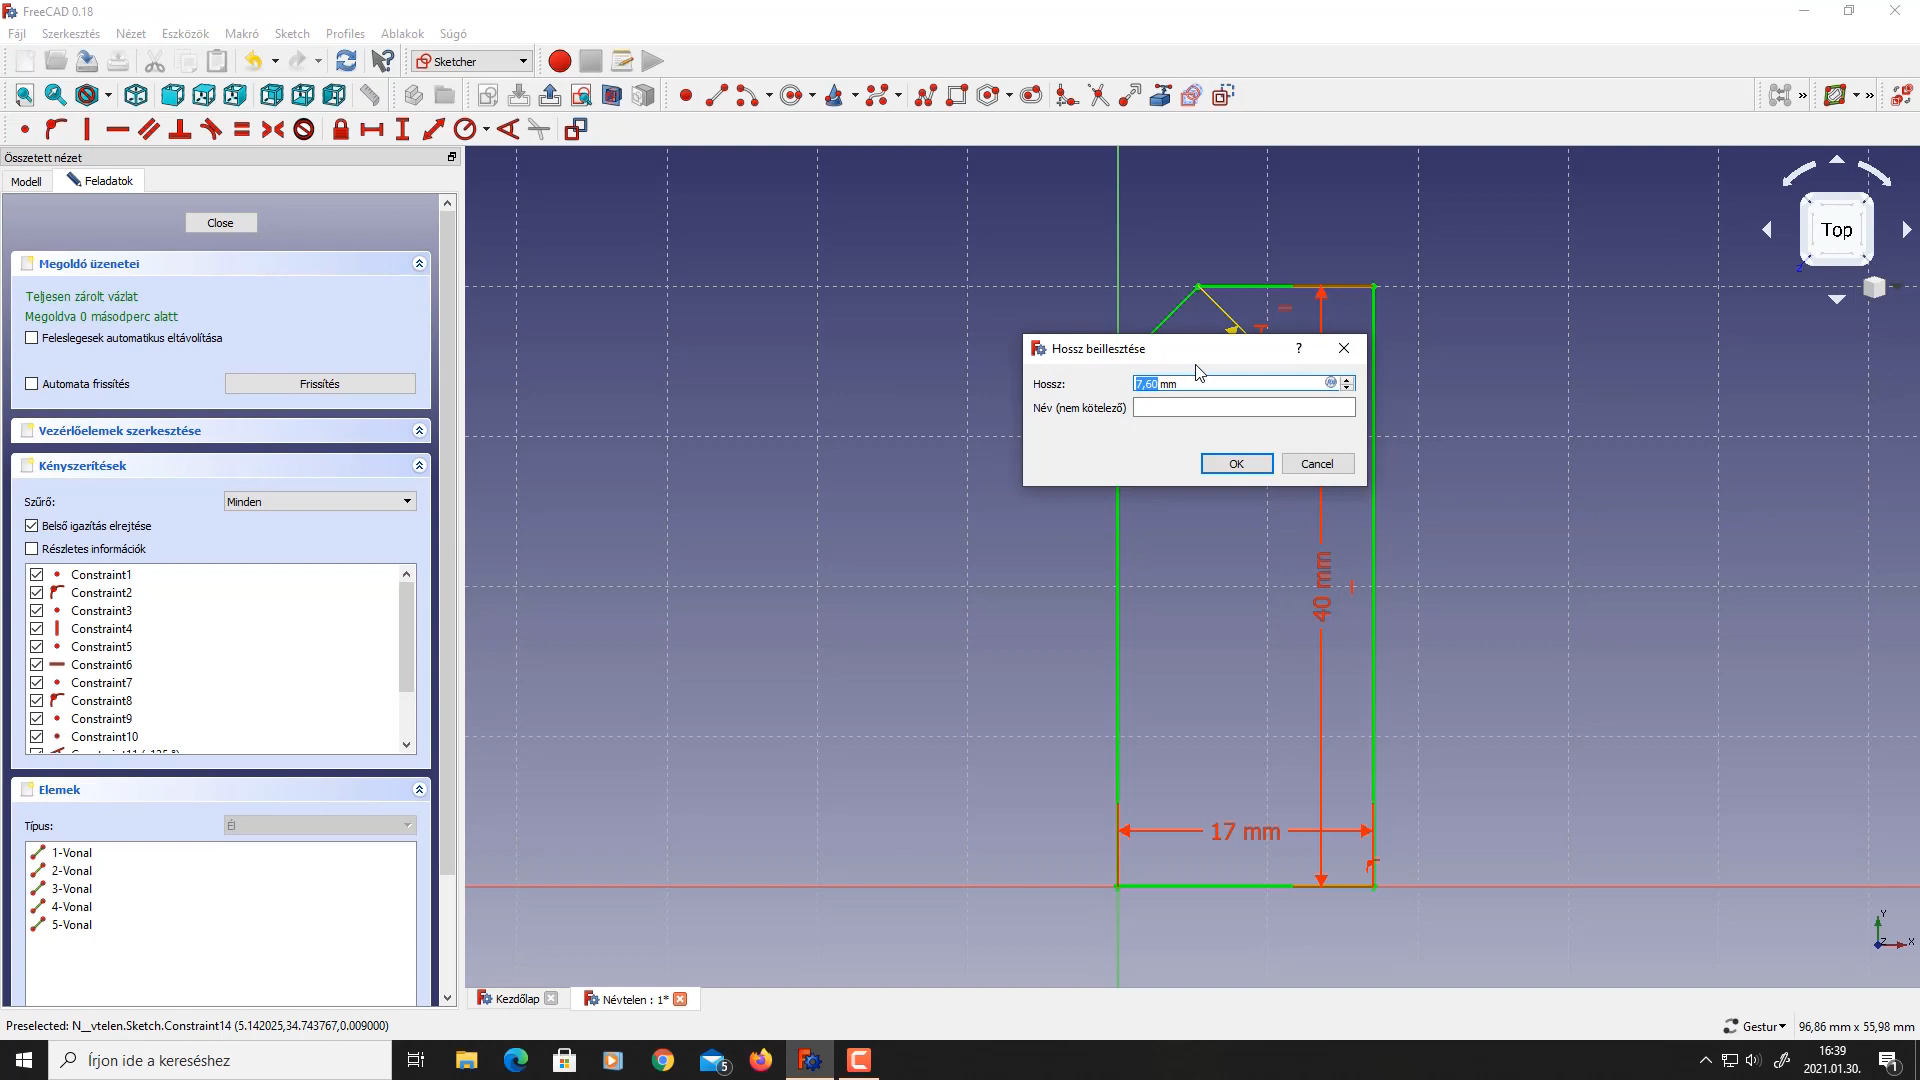 FreeCAD 0.18
Fájl Szerkesztés Nézet Eszközök Makró Sketch Profiles Ablakok Súgó
Sketcher
Összetett nézet
Modell Feladatok
Close
Megoldó üzenetei
Teljesen zárolt vázlat
Megoldva 0 másodperc alatt
Feleslegesek automatikus eltávolítása
Automata frissítés Frissítés
Vezérlőelemek szerkesztése
Kényszerítések
Szűrő: Minden
Belső igazítás elrejtése
Részletes információk
Constraint1
Constraint2
Constraint3
Constraint4
Constraint5
Constraint6
Constraint7
Constraint8
Constraint9
Constraint10
Elemek
Típus: Él
1-Vonal
2-Vonal
3-Vonal
4-Vonal
5-Vonal
Top
Z
Hossz beillesztése ?
Hossz: 7,60 mm
Név (nem kötelező)
OK Cancel
40 mm
17 mm
Y
Z X
Kezdőlap Névtelen : 1*
Preselected: N__vtelen.Sketch.Constraint14 (5.142025,34.743767,0.009000)
Gestur 96,86 mm x 55,98 mm
Írjon ide a kereséshez
5
16:39
2021.01.30.
1